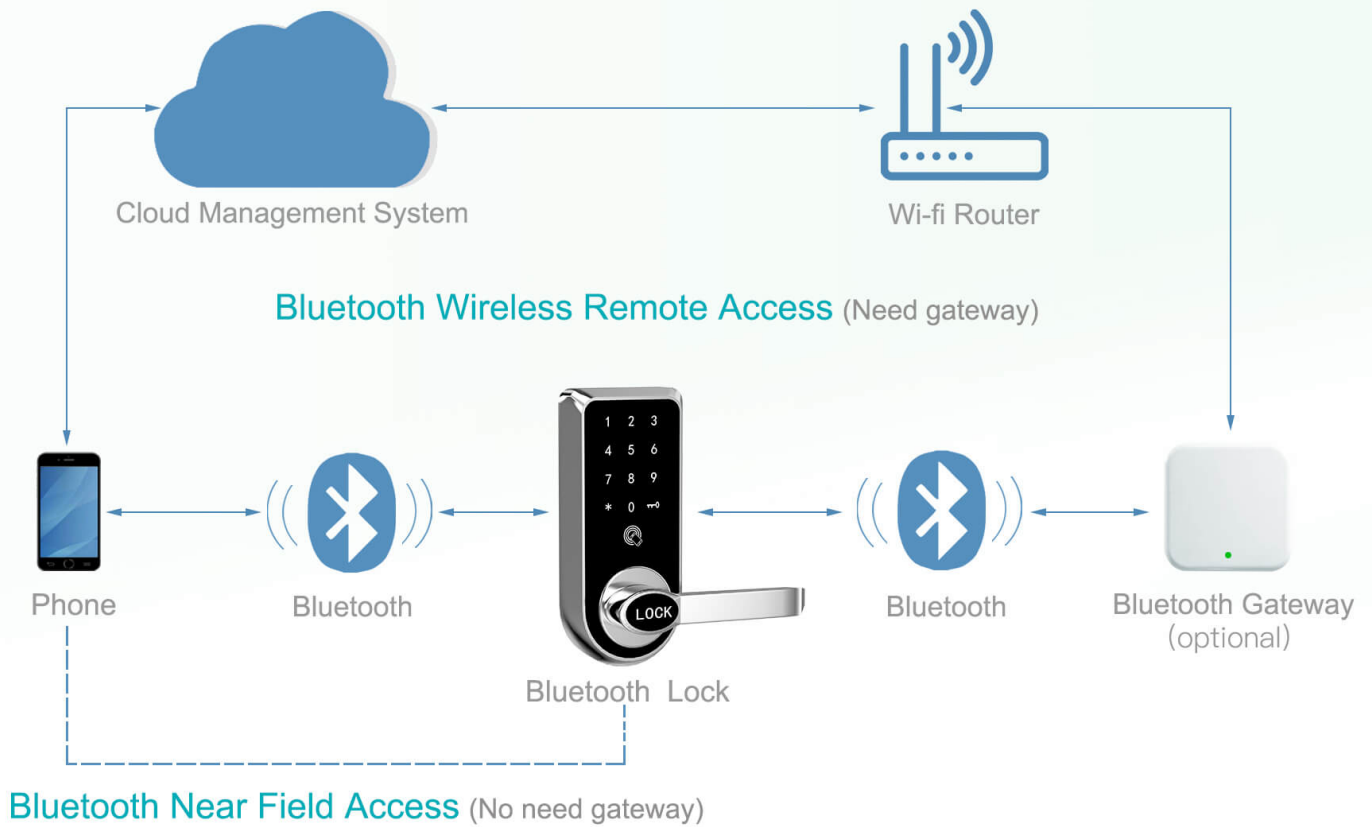 Cloud Management System
Wi-fi Router
Bluetooth Wireless Remote Access (Need gateway)
1 2 3
4 5 6
7 8 9
* 0
LOCK
Phone
Bluetooth
Bluetooth Lock
Bluetooth
Bluetooth Gateway
(optional)
Bluetooth Near Field Access (No need gateway)